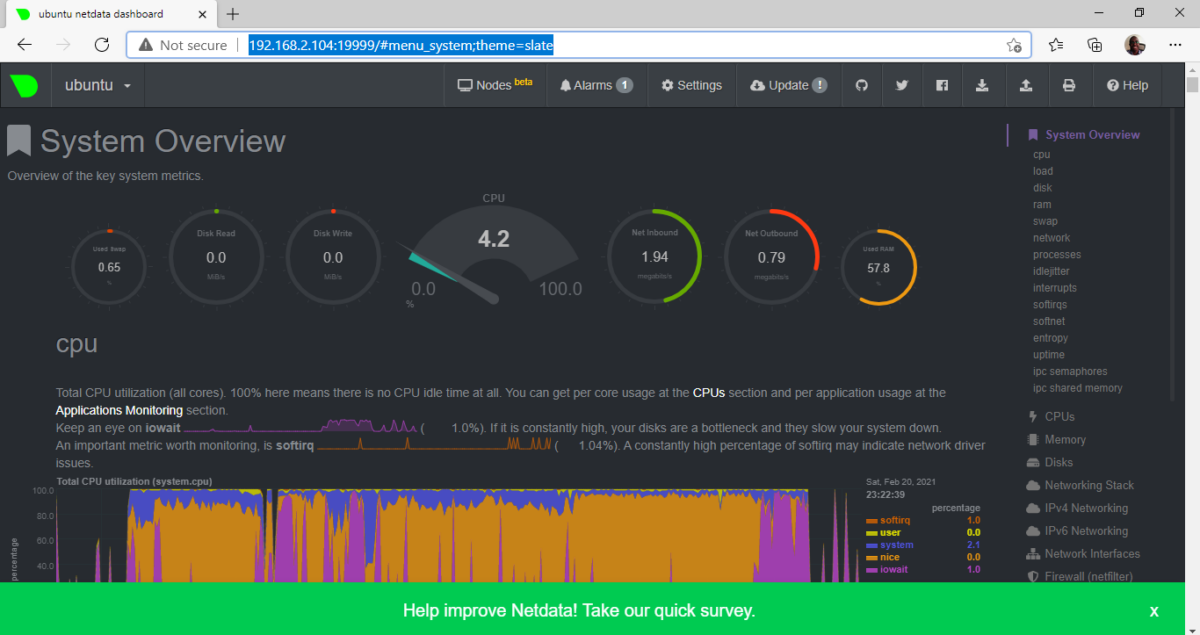 ubuntu netdata dashboard
Not secure
192.168.2.104:19999/#menu_system;theme=slate
ubuntu
Nodes beta
Alarms 1
Settings
Update !
Help
System Overview
Overview of the key system metrics.
Used Swap
0.65
%
Disk Read
0.0
MiB/s
Disk Write
0.0
MiB/s
CPU
4.2
0.0
100.0
%
Net Inbound
1.94
megabits/s
Net Outbound
0.79
megabits/s
Used RAM
57.8
%
cpu
Total CPU utilization (all cores). 100% here means there is no CPU idle time at all. You can get per core usage at the CPUs section and per application usage at the
Applications Monitoring section.
Keep an eye on iowait ( 1.0%). If it is constantly high, your disks are a bottleneck and they slow your system down.
An important metric worth monitoring, is softirq ( 1.04%). A constantly high percentage of softirq may indicate network driver
issues.
Total CPU utilization (system.cpu)
100.0
80.0
60.0
40.0
percentage
Sat, Feb 20, 2021
23:22:39
percentage
softirq 1.0
user 0.0
system 2.1
nice 0.0
iowait 1.0
System Overview
cpu
load
disk
ram
swap
network
processes
idlejitter
interrupts
softirqs
softnet
entropy
uptime
ipc semaphores
ipc shared memory
CPUs
Memory
Disks
Networking Stack
IPv4 Networking
IPv6 Networking
Network Interfaces
Firewall (netfilter)
Help improve Netdata! Take our quick survey.
x